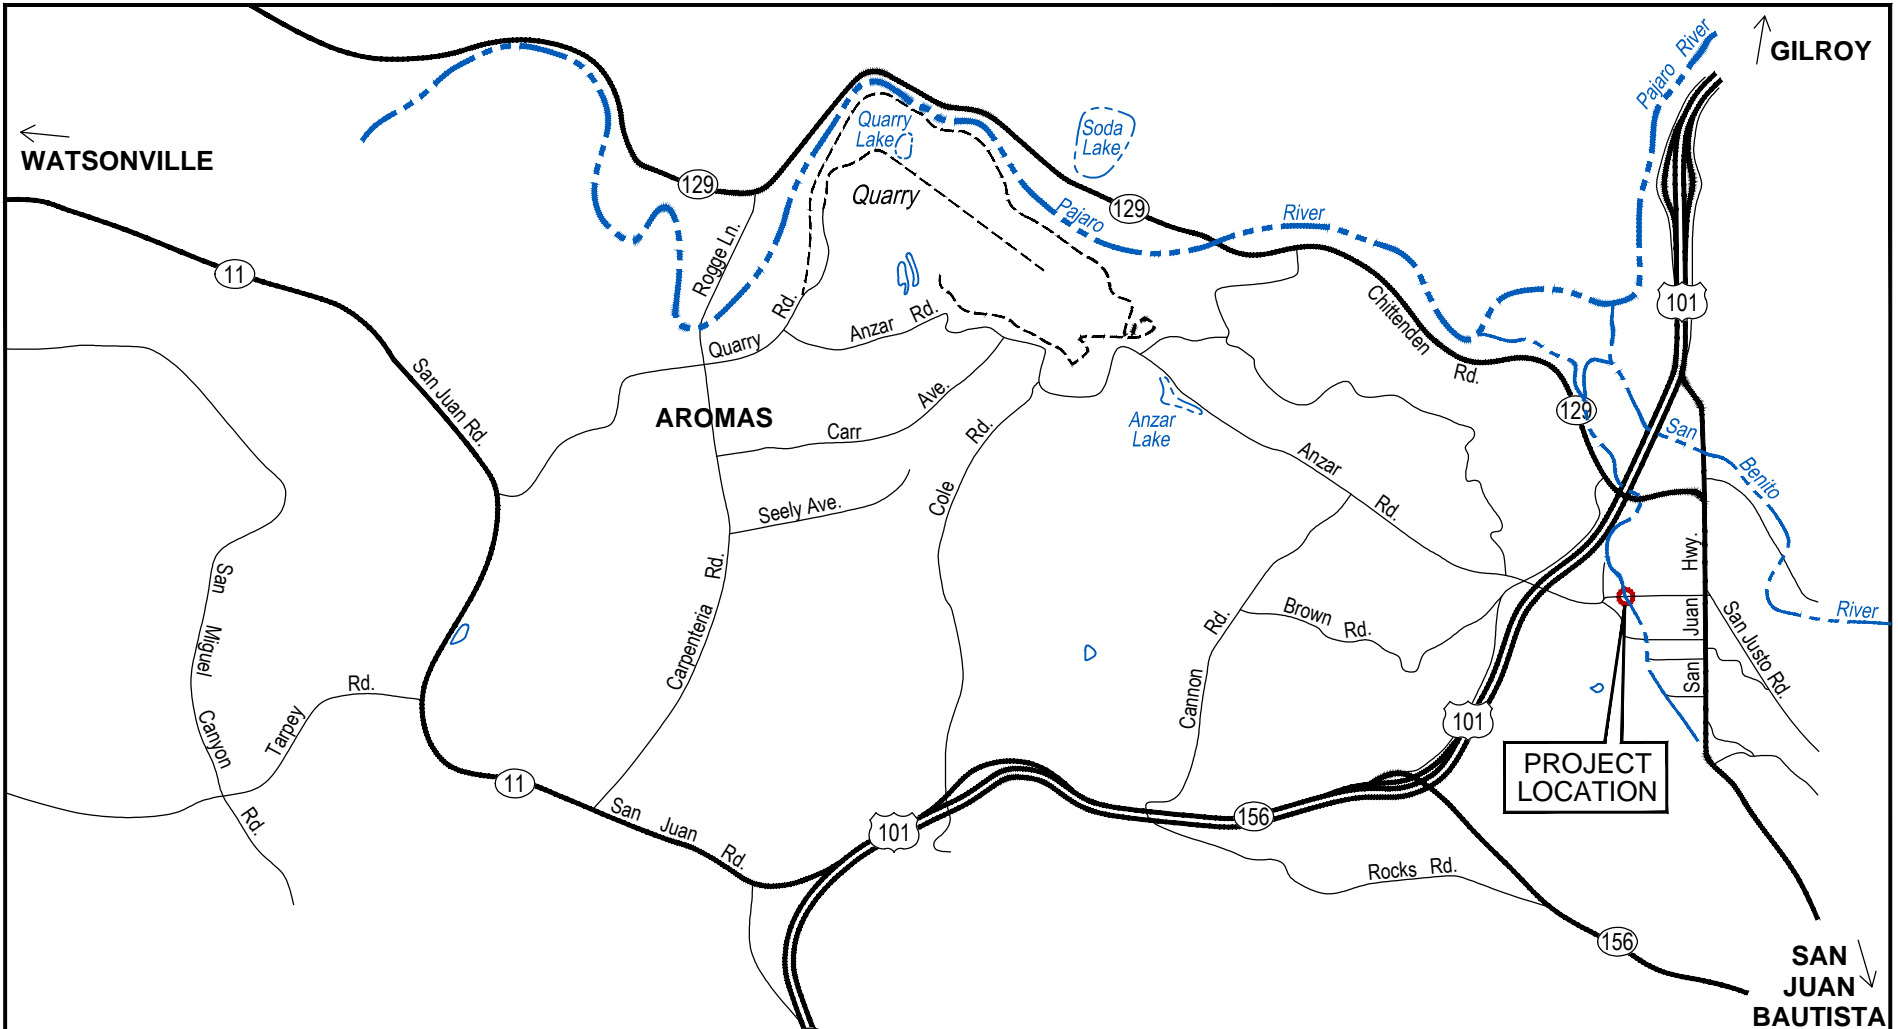 GILROY
Pajaro River
WATSONVILLE
Quarry
Lake
Soda
Lake
129
Quarry
129
Pajaro
River
Rogge Ln.
11
101
Quarry Rd.
Anzar Rd.
Chittenden
Rd.
San Juan Rd.
AROMAS
Carr Ave.
Anzar
Lake
129
San Benito River
Cole Rd.
Anzar Rd.
Seely Ave.
San Miguel Canyon Rd.
Carpenteria Rd.
San Juan Hwy.
Brown Rd.
San Justo Rd.
Cannon Rd.
Tarpey Rd.
101
PROJECT
LOCATION
11
San Juan Rd.
101
156
Rocks Rd.
156
SAN
JUAN
BAUTISTA